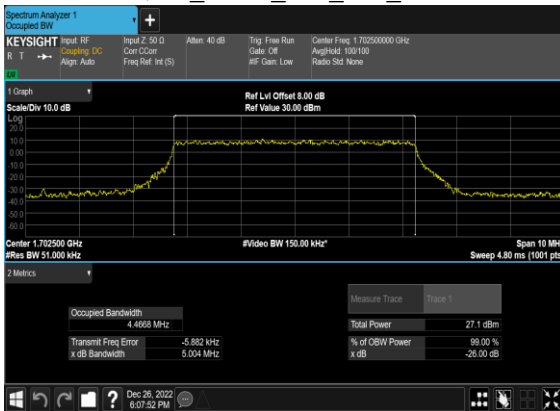 Spectrum Analyzer 1
Occupied BW
KEYSIGHT Input: RF Input Z: 50 Ω Atten: 40 dB Trig: Free Run Center Freq: 1.702500000 GHz
R T Coupling: DC Corr CCorr Gate: Off Avg|Hold: 100/100
Align: Auto Freq Ref: Int (S) #IF Gain: Low Radio Std: None
1 Graph
Ref Lvl Offset 8.00 dB
Scale/Div 10.0 dB Ref Value 30.00 dBm
Log
20.0
10.0
0.00
-10.0
-20.0
-30.0
-40.0
-50.0
-60.0
Center 1.702500 GHz #Video BW 150.00 kHz* Span 10 MH
#Res BW 51.000 kHz Sweep 4.80 ms (1001 pts
2 Metrics
Measure Trace Trace 1
Occupied Bandwidth
4.4668 MHz Total Power 27.1 dBm
Transmit Freq Error -5.882 kHz % of OBW Power 99.00 %
x dB Bandwidth 5.004 MHz x dB -26.00 dB
Dec 26, 2022
6:07:52 PM